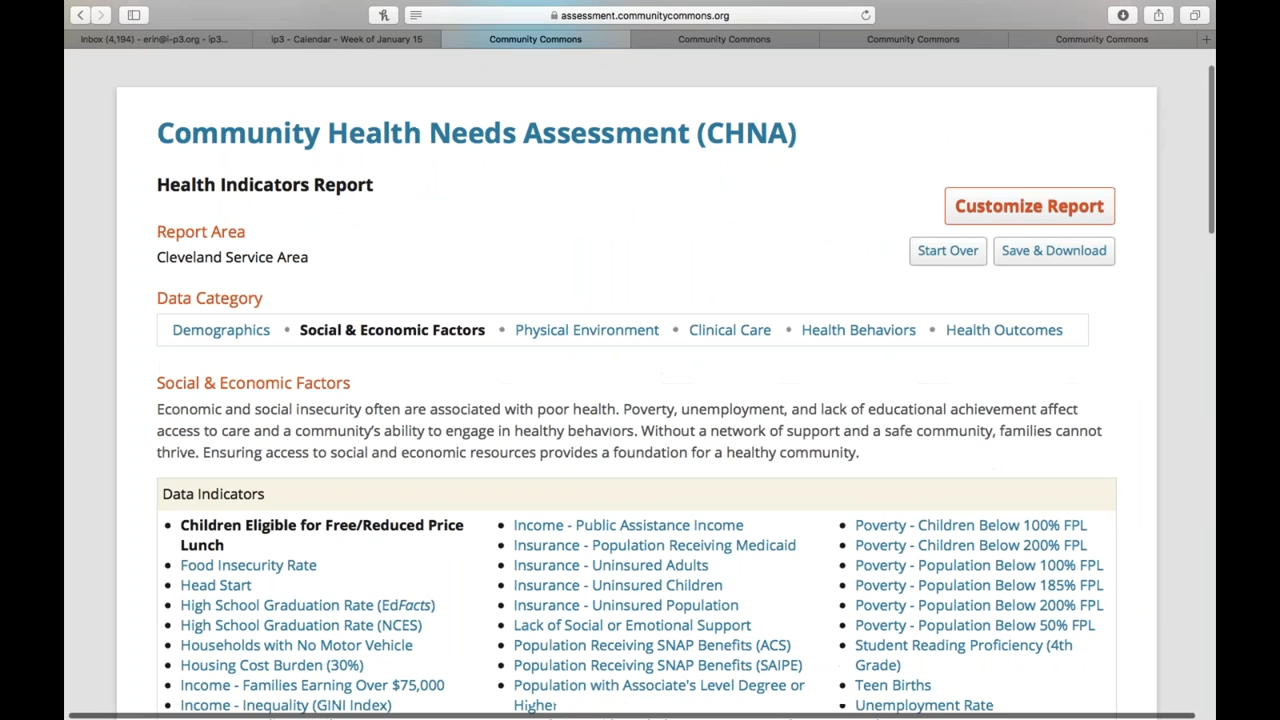 assessment.communitycommons.org
Inbox (4,194) – erin@i-p3.org – ip3...
ip3 - Calendar - Week of January 15
Community Commons
Community Commons
Community Commons
Community Commons
Community Health Needs Assessment (CHNA)
Health Indicators Report
Customize Report
Report Area
Start Over
Save & Download
Cleveland Service Area
Data Category
Demographics • Social & Economic Factors • Physical Environment • Clinical Care • Health Behaviors • Health Outcomes
Social & Economic Factors
Economic and social insecurity often are associated with poor health. Poverty, unemployment, and lack of educational achievement affect
access to care and a community's ability to engage in healthy behaviors. Without a network of support and a safe community, families cannot
thrive. Ensuring access to social and economic resources provides a foundation for a healthy community.
Data Indicators
• Children Eligible for Free/Reduced Price
Lunch
• Food Insecurity Rate
• Head Start
• High School Graduation Rate (EdFacts)
• High School Graduation Rate (NCES)
• Households with No Motor Vehicle
• Housing Cost Burden (30%)
• Income - Families Earning Over $75,000
• Income - Inequality (GINI Index)
• Income - Public Assistance Income
• Insurance - Population Receiving Medicaid
• Insurance - Uninsured Adults
• Insurance - Uninsured Children
• Insurance - Uninsured Population
• Lack of Social or Emotional Support
• Population Receiving SNAP Benefits (ACS)
• Population Receiving SNAP Benefits (SAIPE)
• Population with Associate's Level Degree or
Higher
• Poverty - Children Below 100% FPL
• Poverty - Children Below 200% FPL
• Poverty - Population Below 100% FPL
• Poverty - Population Below 185% FPL
• Poverty - Population Below 200% FPL
• Poverty - Population Below 50% FPL
• Student Reading Proficiency (4th
Grade)
• Teen Births
• Unemployment Rate